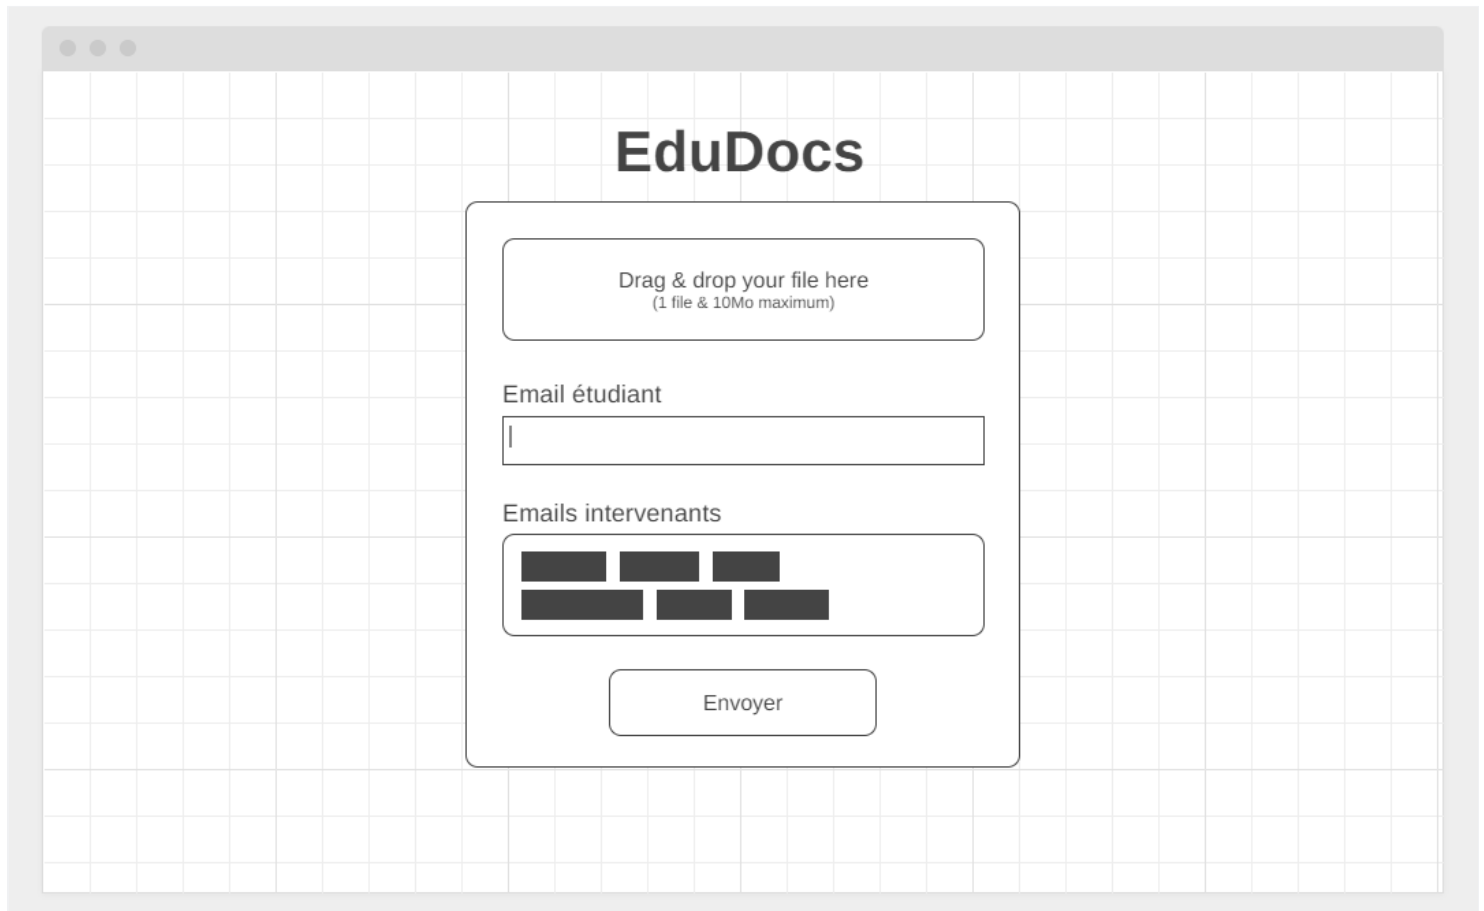 EduDocs
Drag & drop your file here
(1 file & 10Mo maximum)
Email étudiant
Emails intervenants
Envoyer